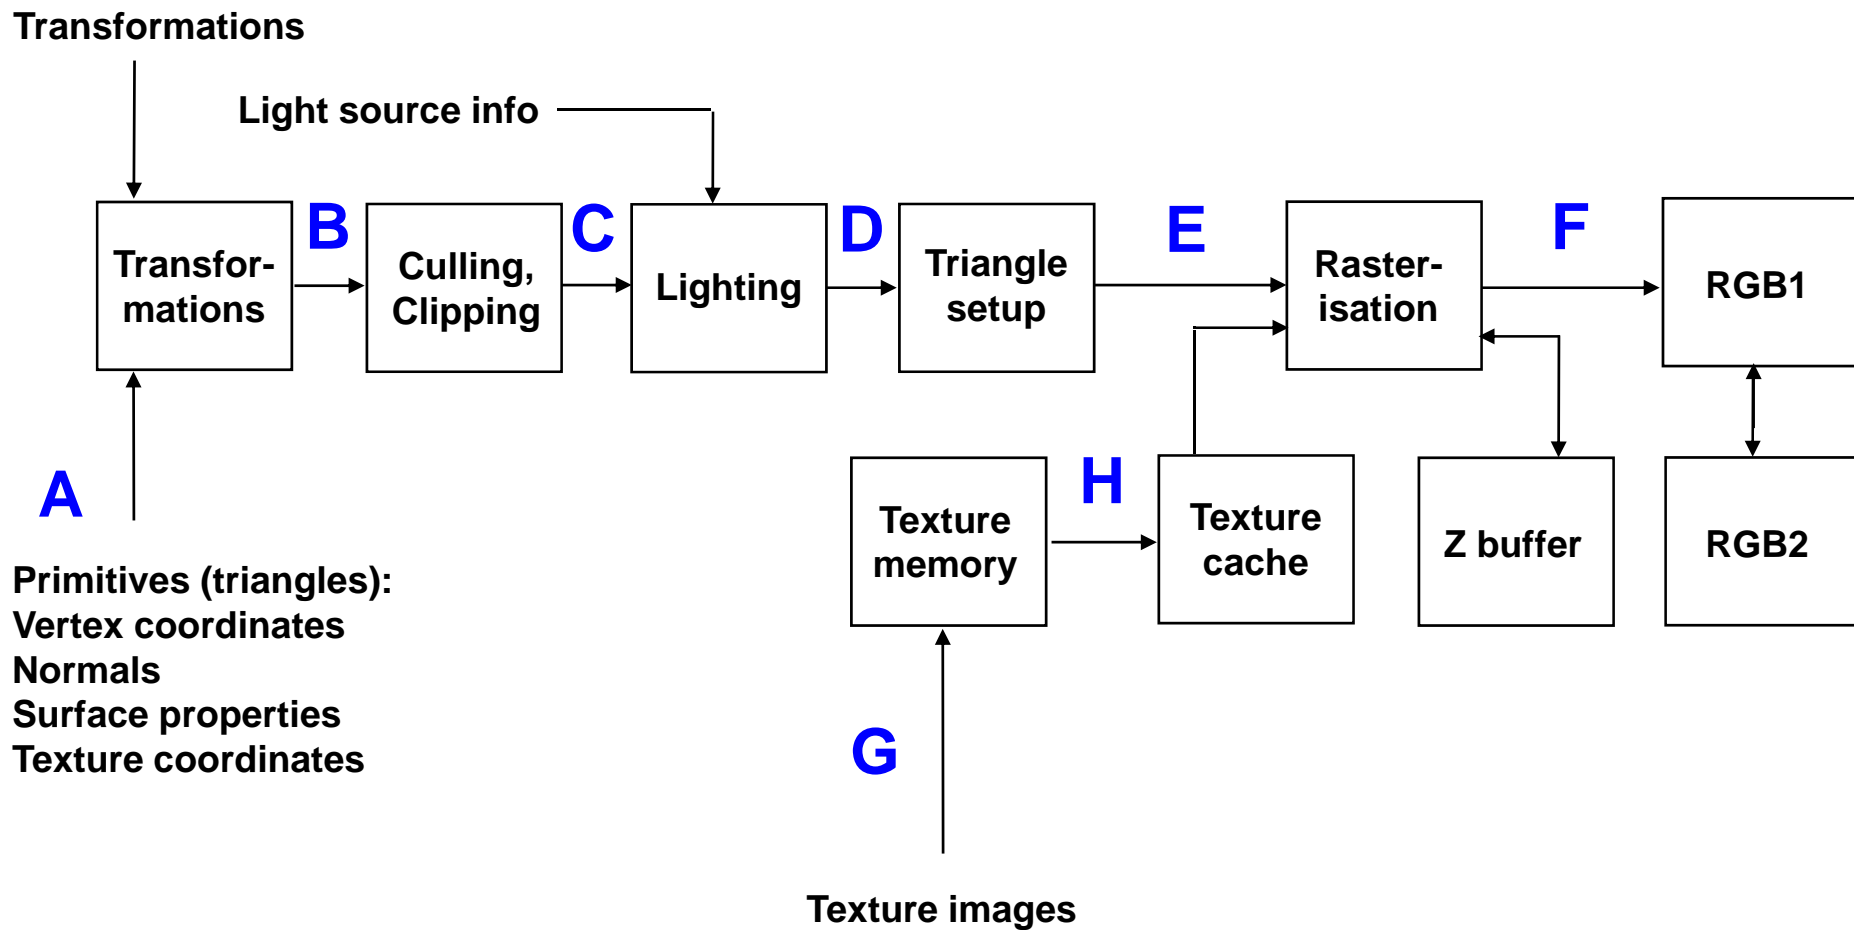 Transformations
Light source info
A
B
C
D
E
F
G
H
Transfor-
mations
Culling,
Clipping
Lighting
Triangle
setup
Raster-
isation
RGB1
Texture
memory
Texture
cache
Z buffer
RGB2
Primitives (triangles):
Vertex coordinates
Normals
Surface properties
Texture coordinates
Texture images